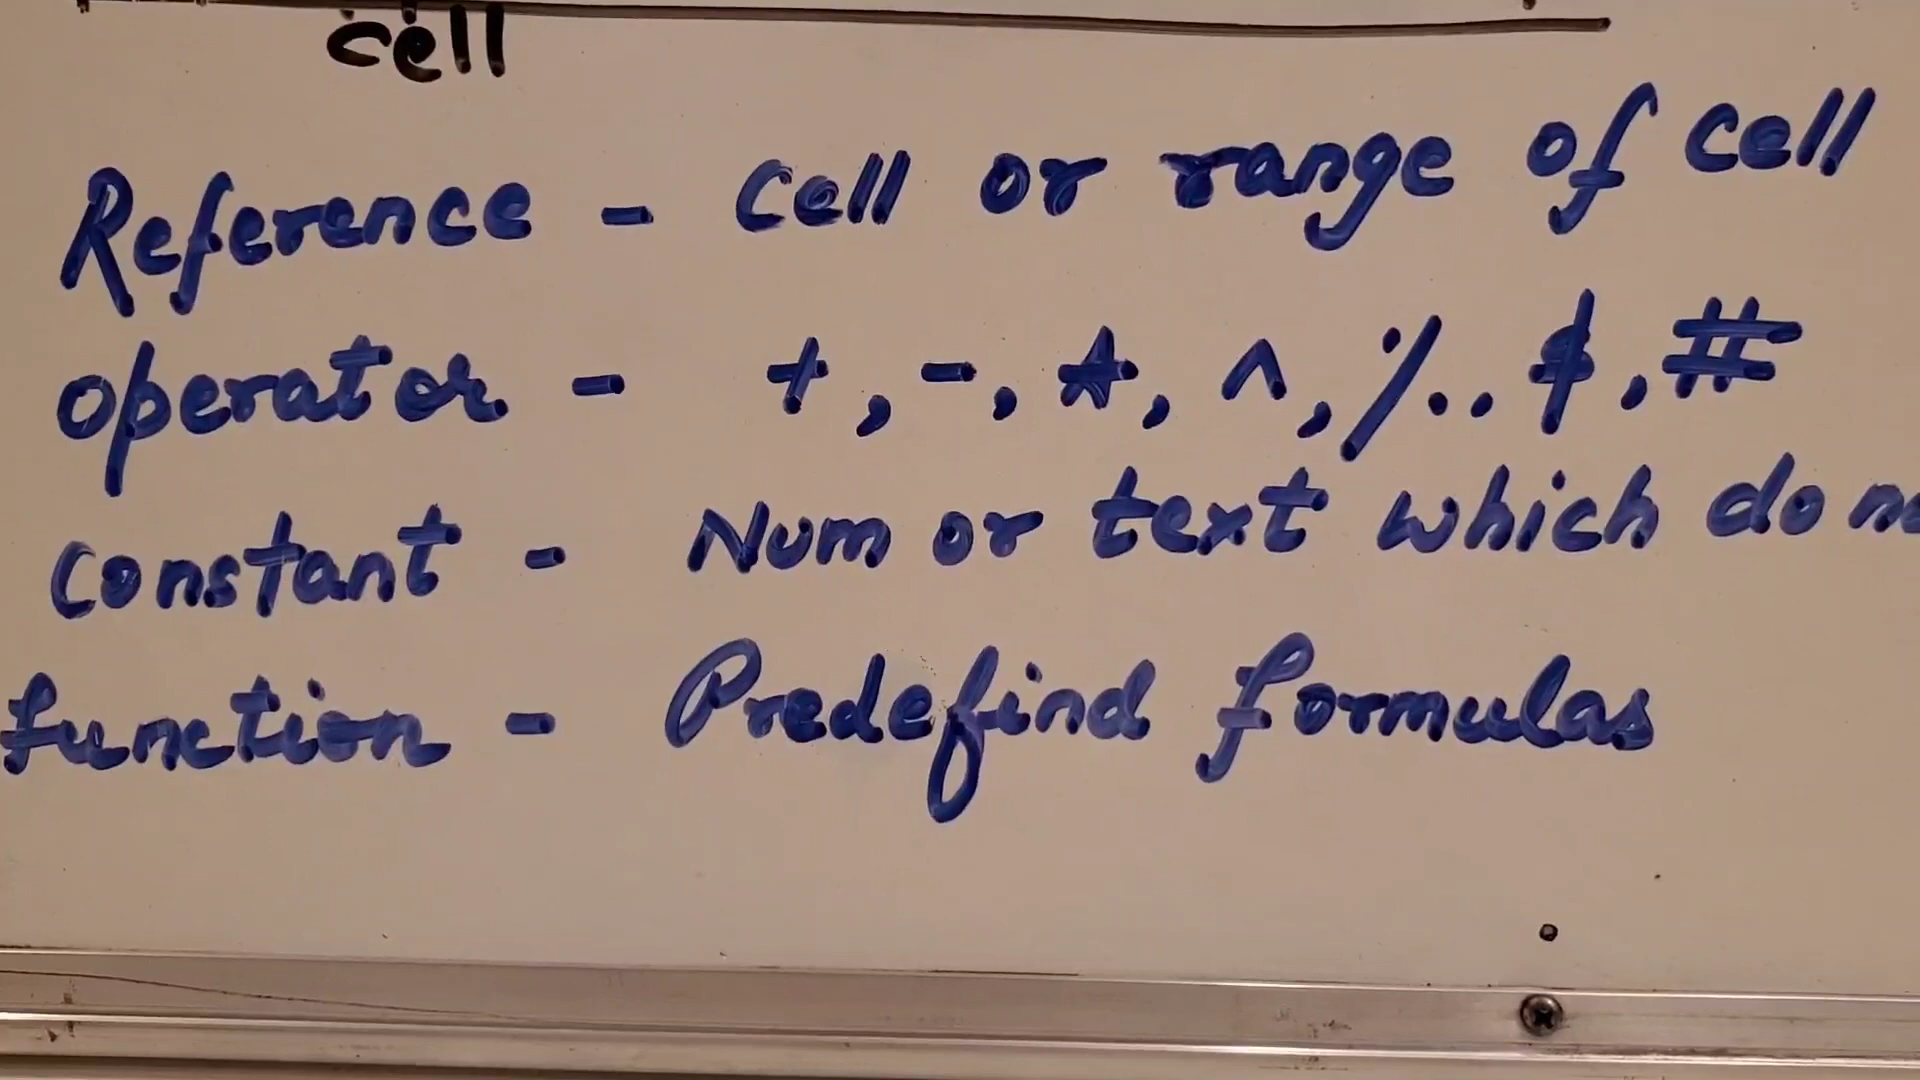 cell
Reference - cell or range of cell
operator - +, -, *, ^, %.. $, #
constant - Num or text which do
function - Predefind formulas